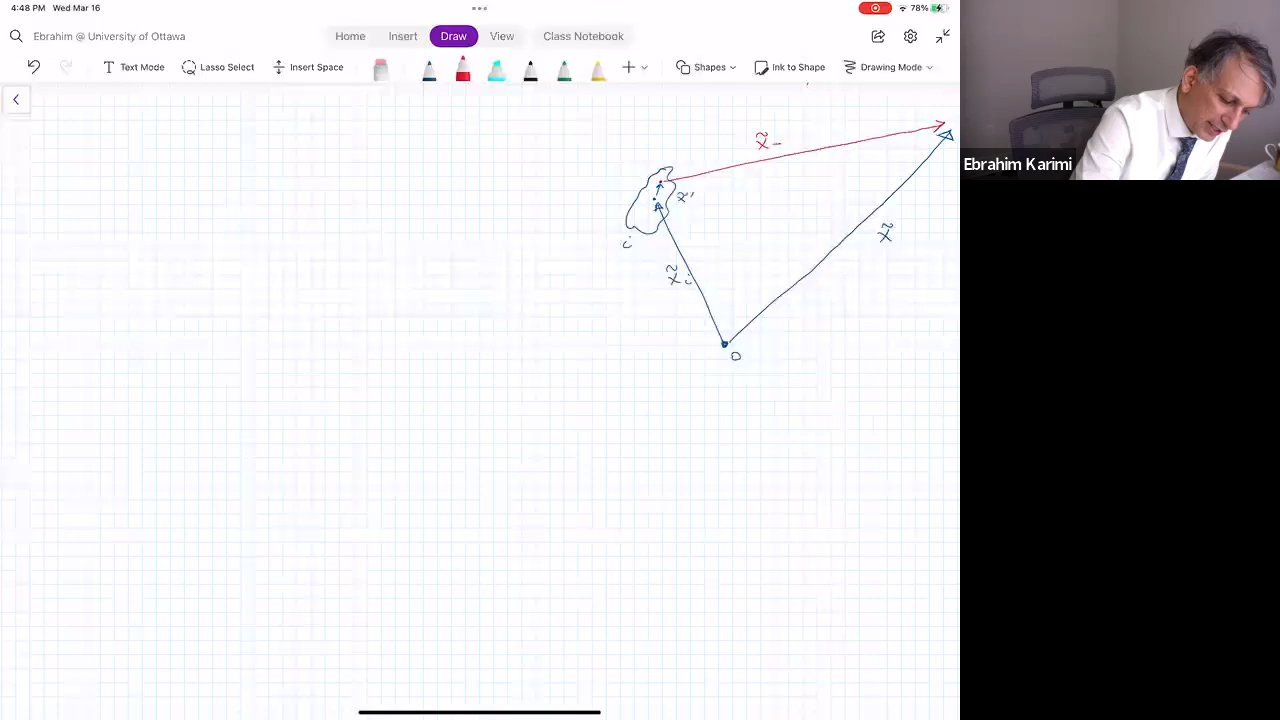 4:48 PM Wed Mar 16
78%
Ebrahim @ University of Ottawa
Home Insert Draw View Class Notebook
Text Mode Lasso Select Insert Space Shapes Ink to Shape Drawing Mode
x̃ -
Ebrahim Karimi
x'
x̃
i
x̃ i
O